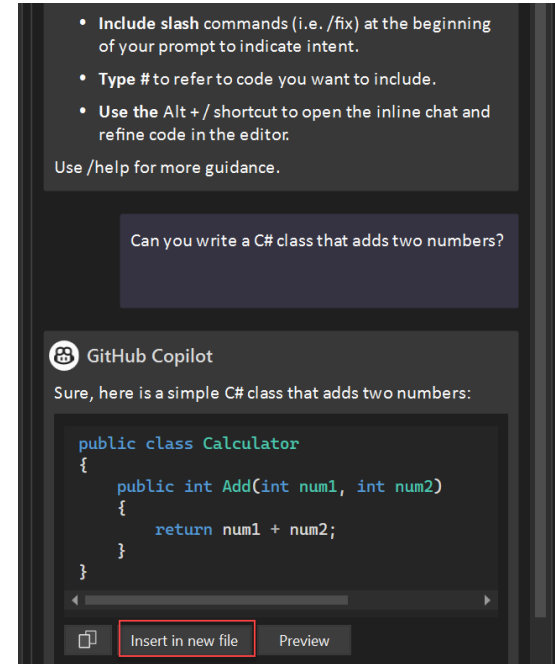 • Include slash commands (i.e. /fix) at the beginning
of your prompt to indicate intent.
• Type # to refer to code you want to include.
• Use the Alt + / shortcut to open the inline chat and
refine code in the editor.
Use /help for more guidance.
Can you write a C# class that adds two numbers?
GitHub Copilot
Sure, here is a simple C# class that adds two numbers:
public class Calculator
{
    public int Add(int num1, int num2)
    {
        return num1 + num2;
    }
}
Insert in new file Preview